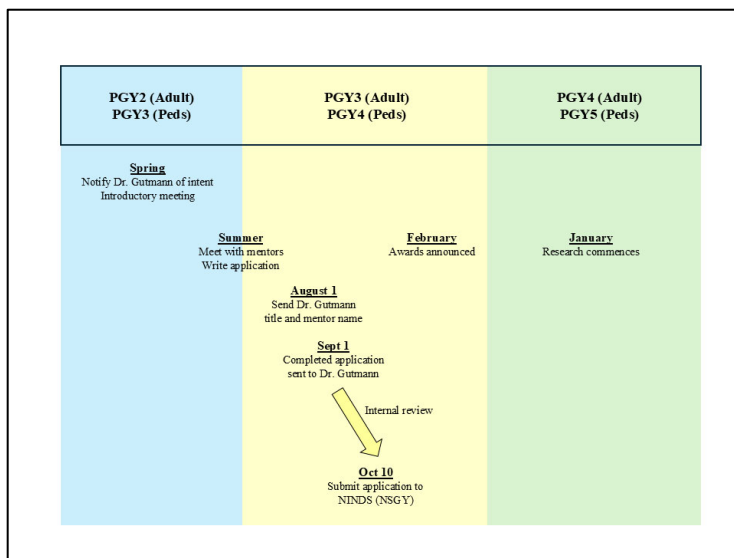 PGY2 (Adult)
PGY3 (Peds)
PGY3 (Adult)
PGY4 (Peds)
PGY4 (Adult)
PGY5 (Peds)
Spring
Notify Dr. Gutmann of intent
Introductory meeting
Summer
Meet with mentors
Write application
February
Awards announced
January
Research commences
August 1
Send Dr. Gutmann
title and mentor name
Sept 1
Completed application
sent to Dr. Gutmann
Internal review
Oct 10
Submit application to
NINDS (NSGY)